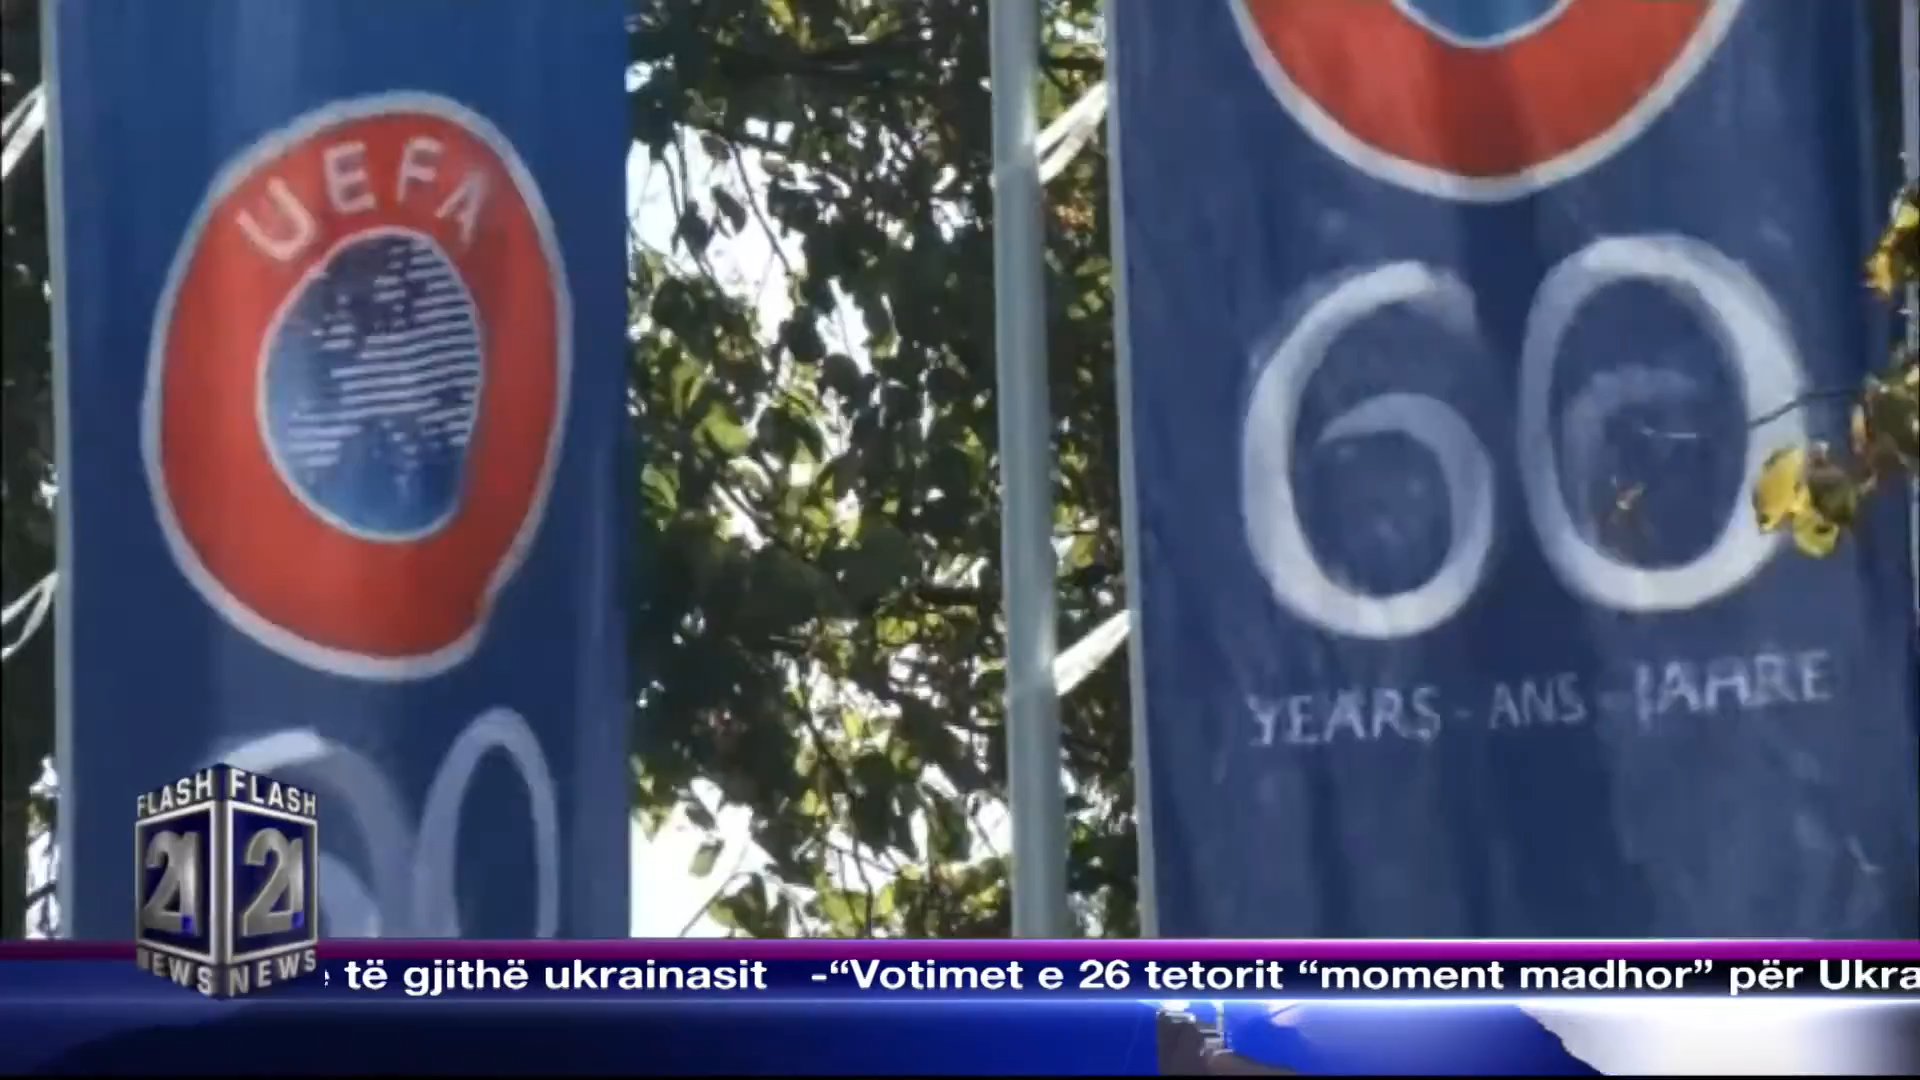 UEFA
60
YEARS - ANS - JAHRE
60
FLASH FLASH
21 21
NEWS NEWS
të gjithë ukrainasit -“Votimet e 26 tetorit “moment madhor” për Ukra